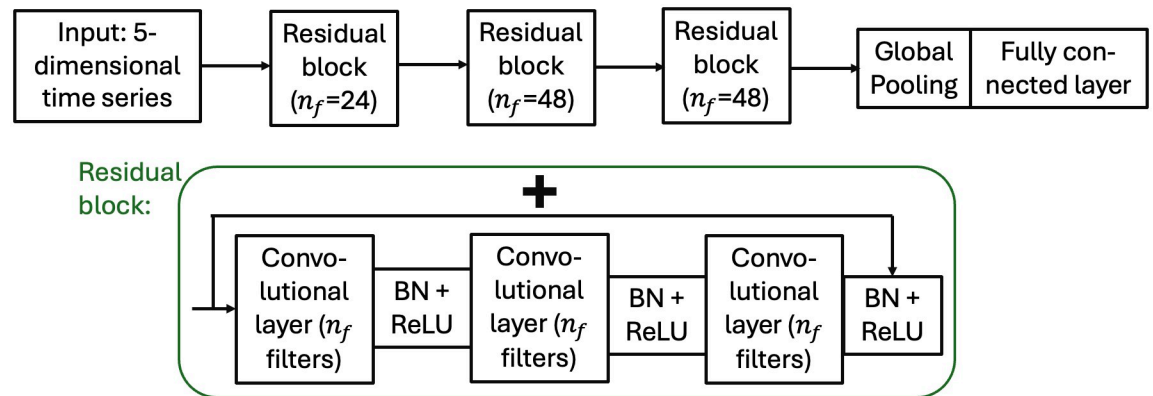 Input: 5-
dimensional
time series
Residual
block
(n_f=24)
Residual
block
(n_f=48)
Residual
block
(n_f=48)
Global
Pooling
Fully con-
nected layer
Residual
block:
+
Convo-
lutional
layer (n_f
filters)
BN +
ReLU
Convo-
lutional
layer (n_f
filters)
BN +
ReLU
Convo-
lutional
layer (n_f
filters)
BN +
ReLU